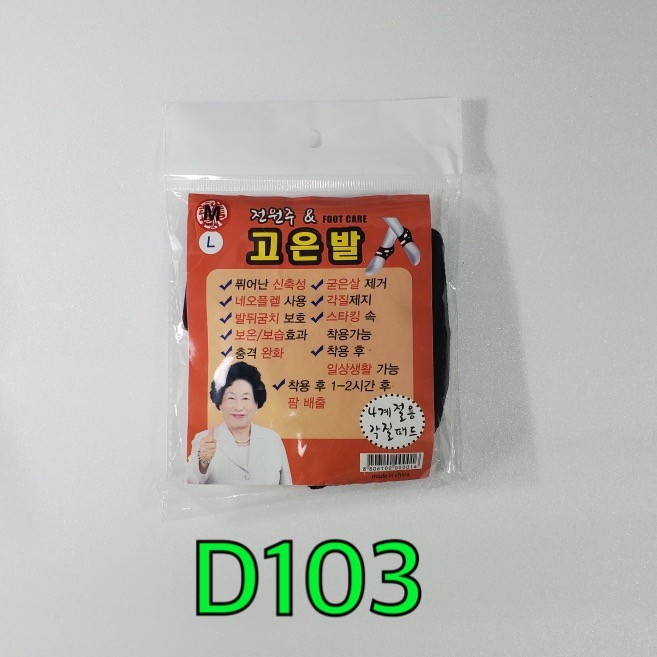 M
전원주 & FOOT CARE
L
고은발
퀴어난 신축성
네오플렌 사용
발뒤굼치 보호
보온/보습효과
충격 완화
굳은살 제거
각질제지
스타킹 속
착용가능
착용 후
일상생활 가능
착용 후 1-2시간 후
팜 배출
4계절용
각질패드
made in china
D103